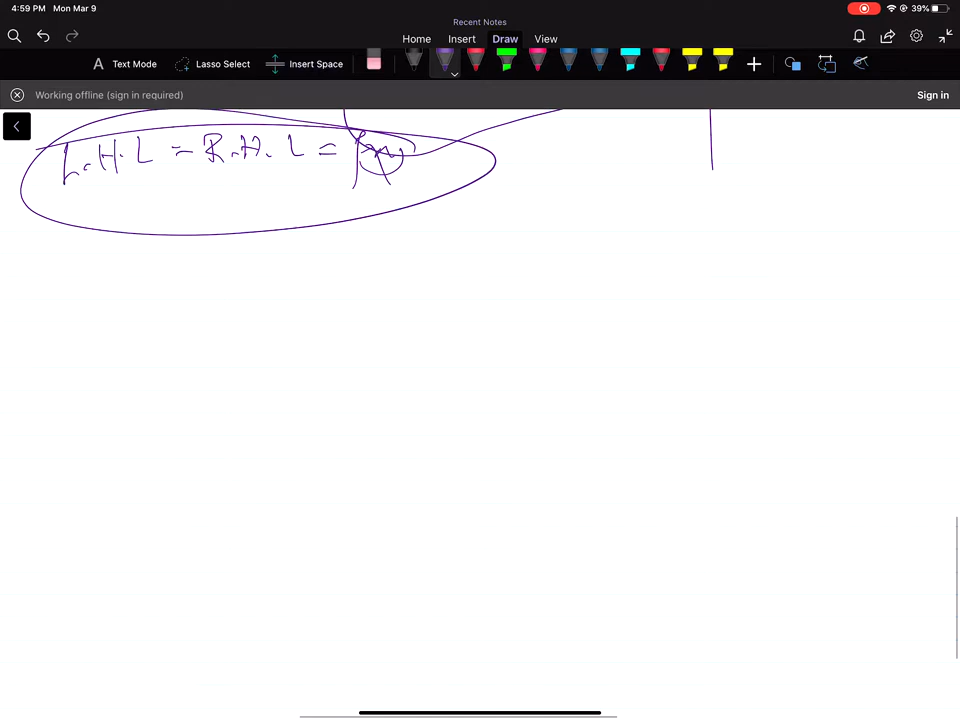 4:59 PM Mon Mar 9
39%
Recent Notes
Home Insert Draw View
A Text Mode Lasso Select Insert Space
Working offline (sign in required) Sign in
L.H.L = R.H.L =